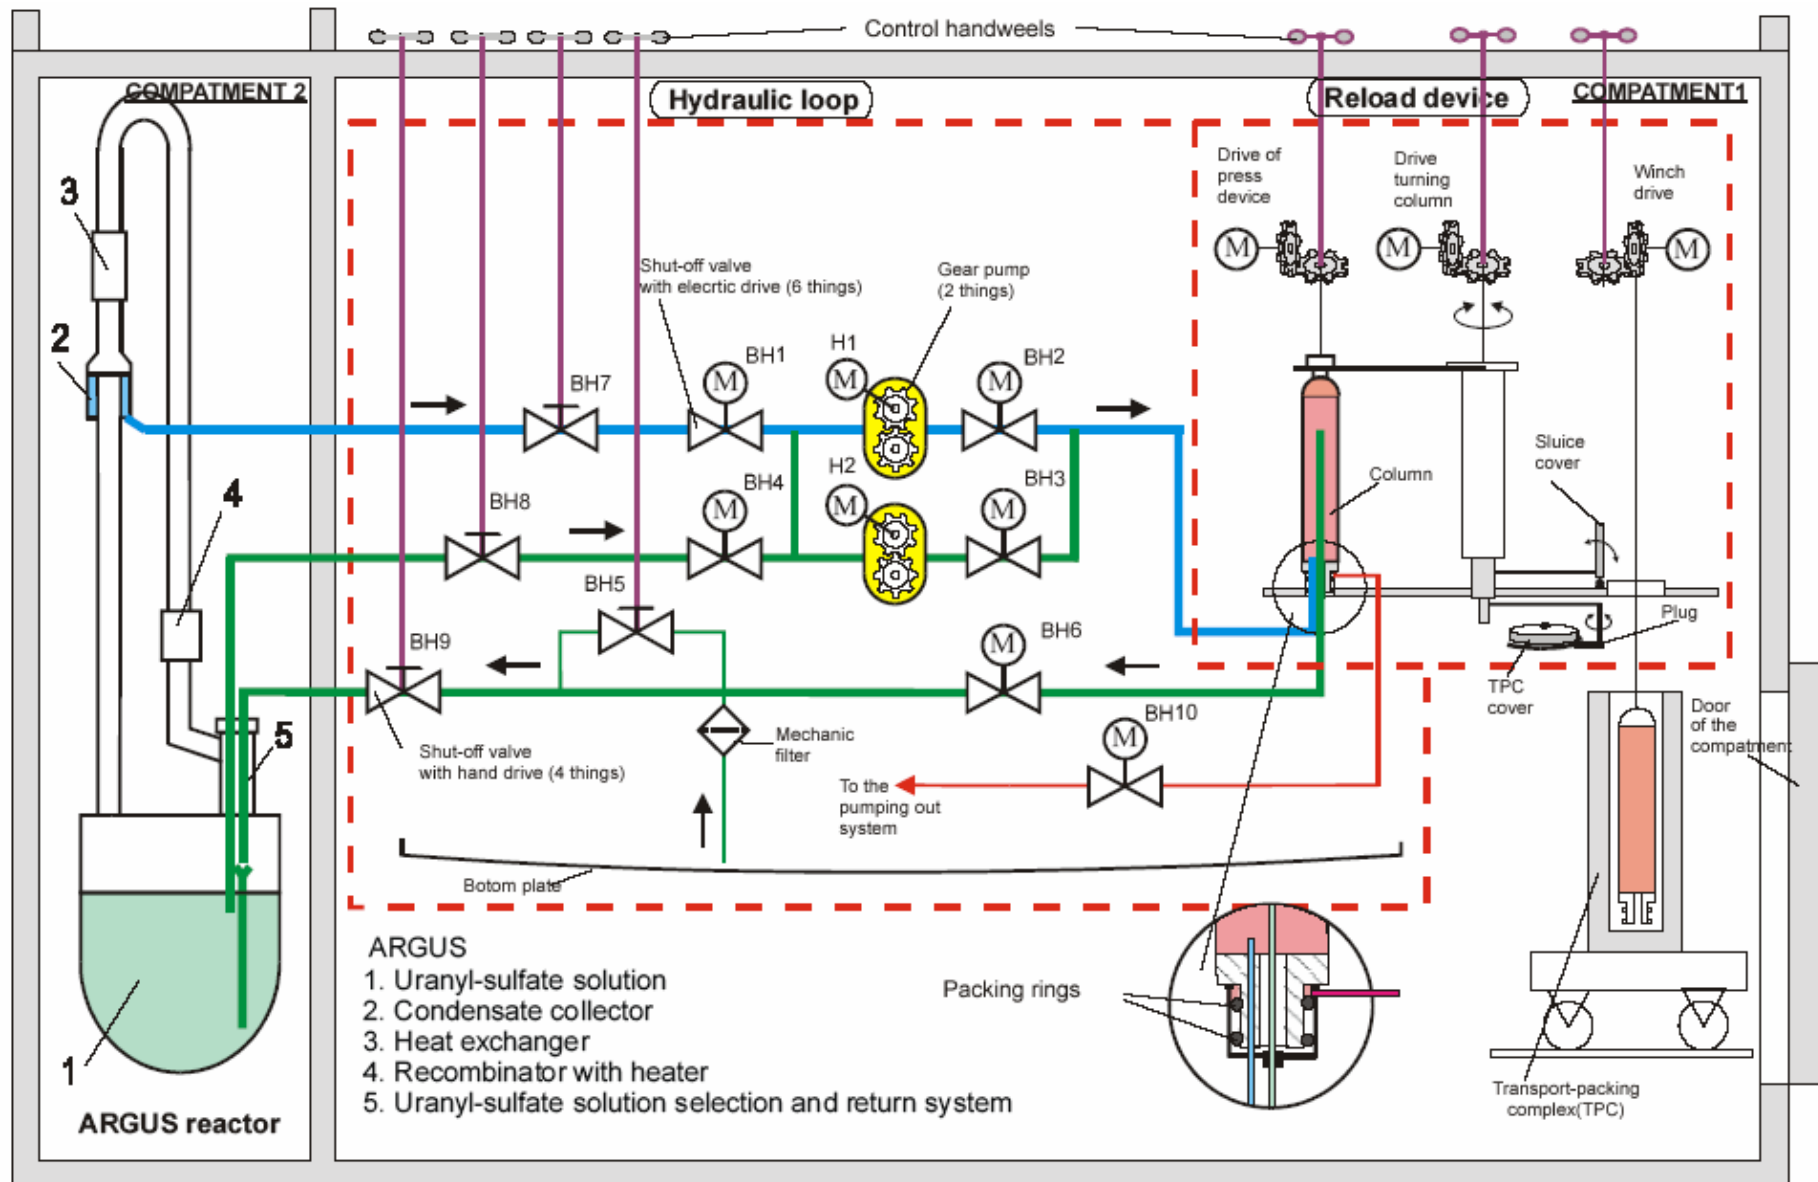 Control handweels
COMPATMENT 2
Hydraulic loop
Reload device
COMPATMENT1
Drive of
press
device
Drive
turning
column
Winch
drive
M
M
M
3
Shut-off valve
with elecrtic drive (6 things)
Gear pump
(2 things)
2
BH7
BH1
M
H1
M
BH2
M
4
BH8
BH4
M
H2
M
BH3
M
Column
Sluice
cover
BH5
BH9
BH6
M
Plug
TPC
cover
Door
of the
compatment
5
Shut-off valve
with hand drive (4 things)
Mechanic
filter
BH10
M
To the
pumping out
system
Botom plate
ARGUS
1. Uranyl-sulfate solution
2. Condensate collector
3. Heat exchanger
4. Recombinator with heater
5. Uranyl-sulfate solution selection and return system
Packing rings
1
ARGUS reactor
Transport-packing
complex(TPC)